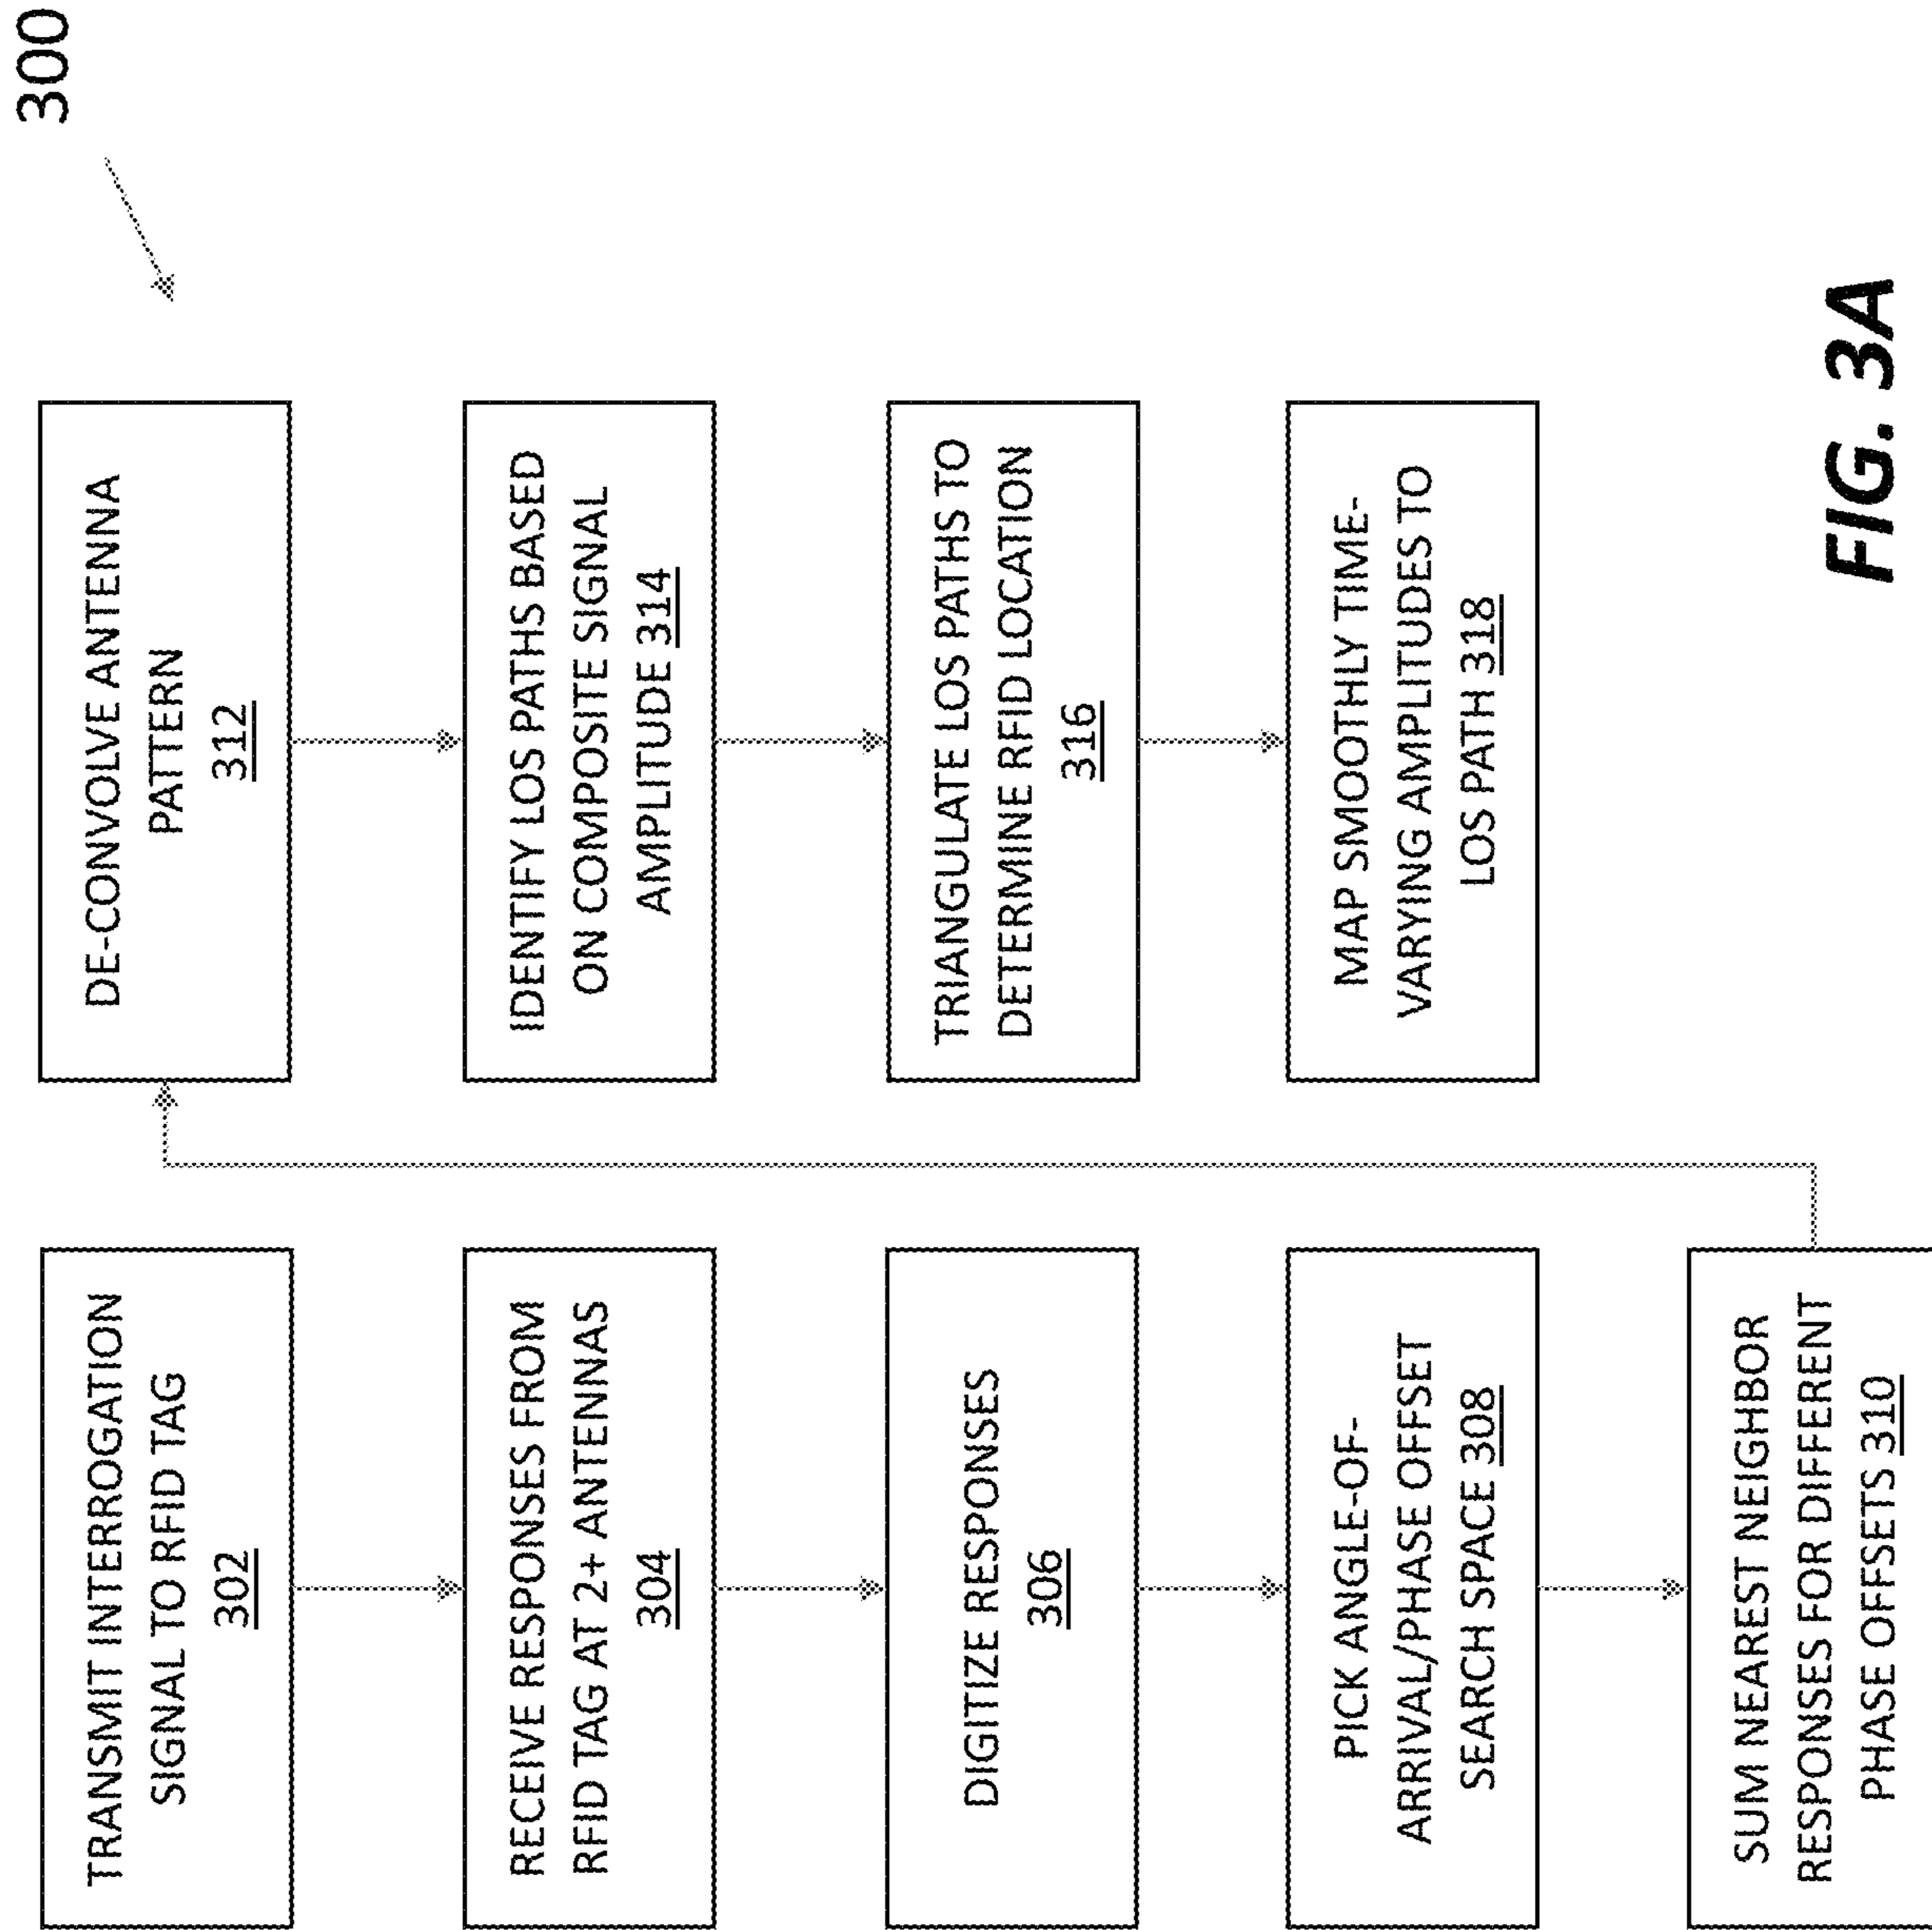 300
TRANSMIT INTERROGATION
SIGNAL TO RFID TAG
302
RECEIVE RESPONSES FROM
RFID TAG AT 2+ ANTENNAS
304
DIGITIZE RESPONSES
306
PICK ANGLE-OF-
ARRIVAL/PHASE OFFSET
SEARCH SPACE 308
SUM NEAREST NEIGHBOR
RESPONSES FOR DIFFERENT
PHASE OFFSETS 310
DE-CONVOLVE ANTENNA
PATTERN
312
IDENTIFY LOS PATHS BASED
ON COMPOSITE SIGNAL
AMPLITUDE 314
TRIANGULATE LOS PATHS TO
DETERMINE RFID LOCATION
316
MAP SMOOTHLY TIME-
VARYING AMPLITUDES TO
LOS PATH 318
FIG. 3A